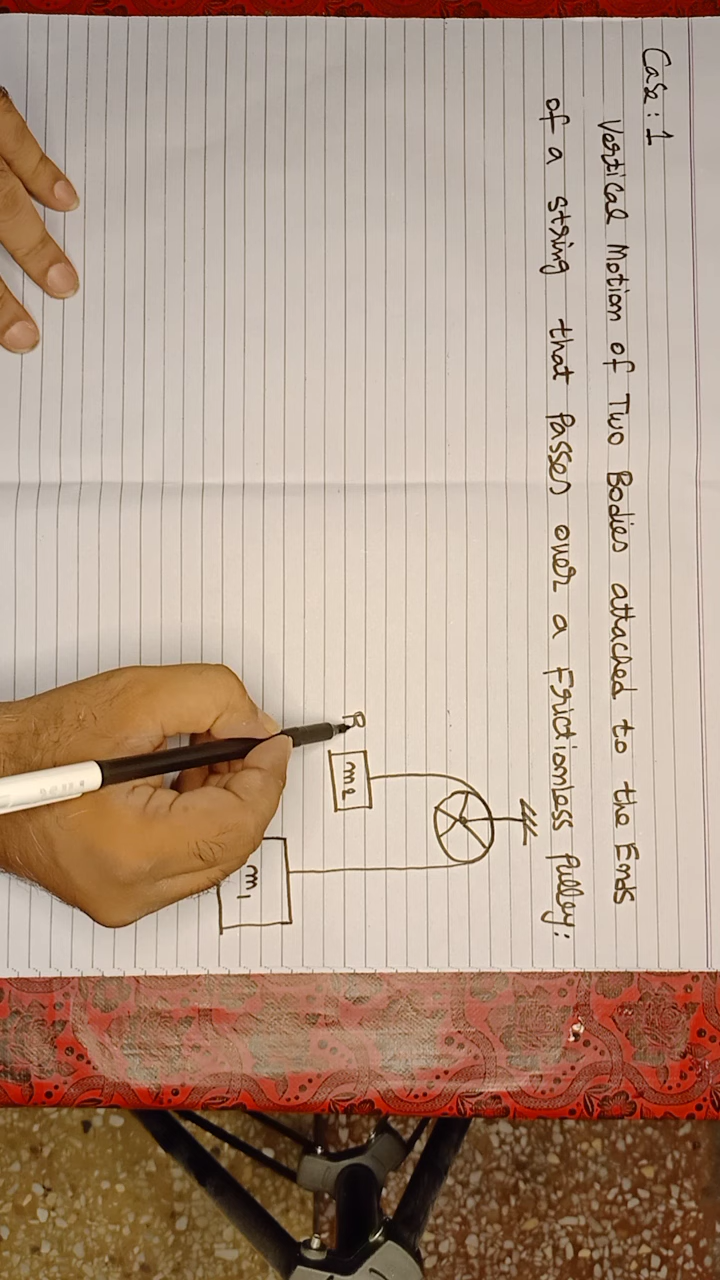 Case: 1
Vertical Motion of Two Bodies attached to the Ends
of a string that Passes over a Frictionless Pulley:
B
m2
m1